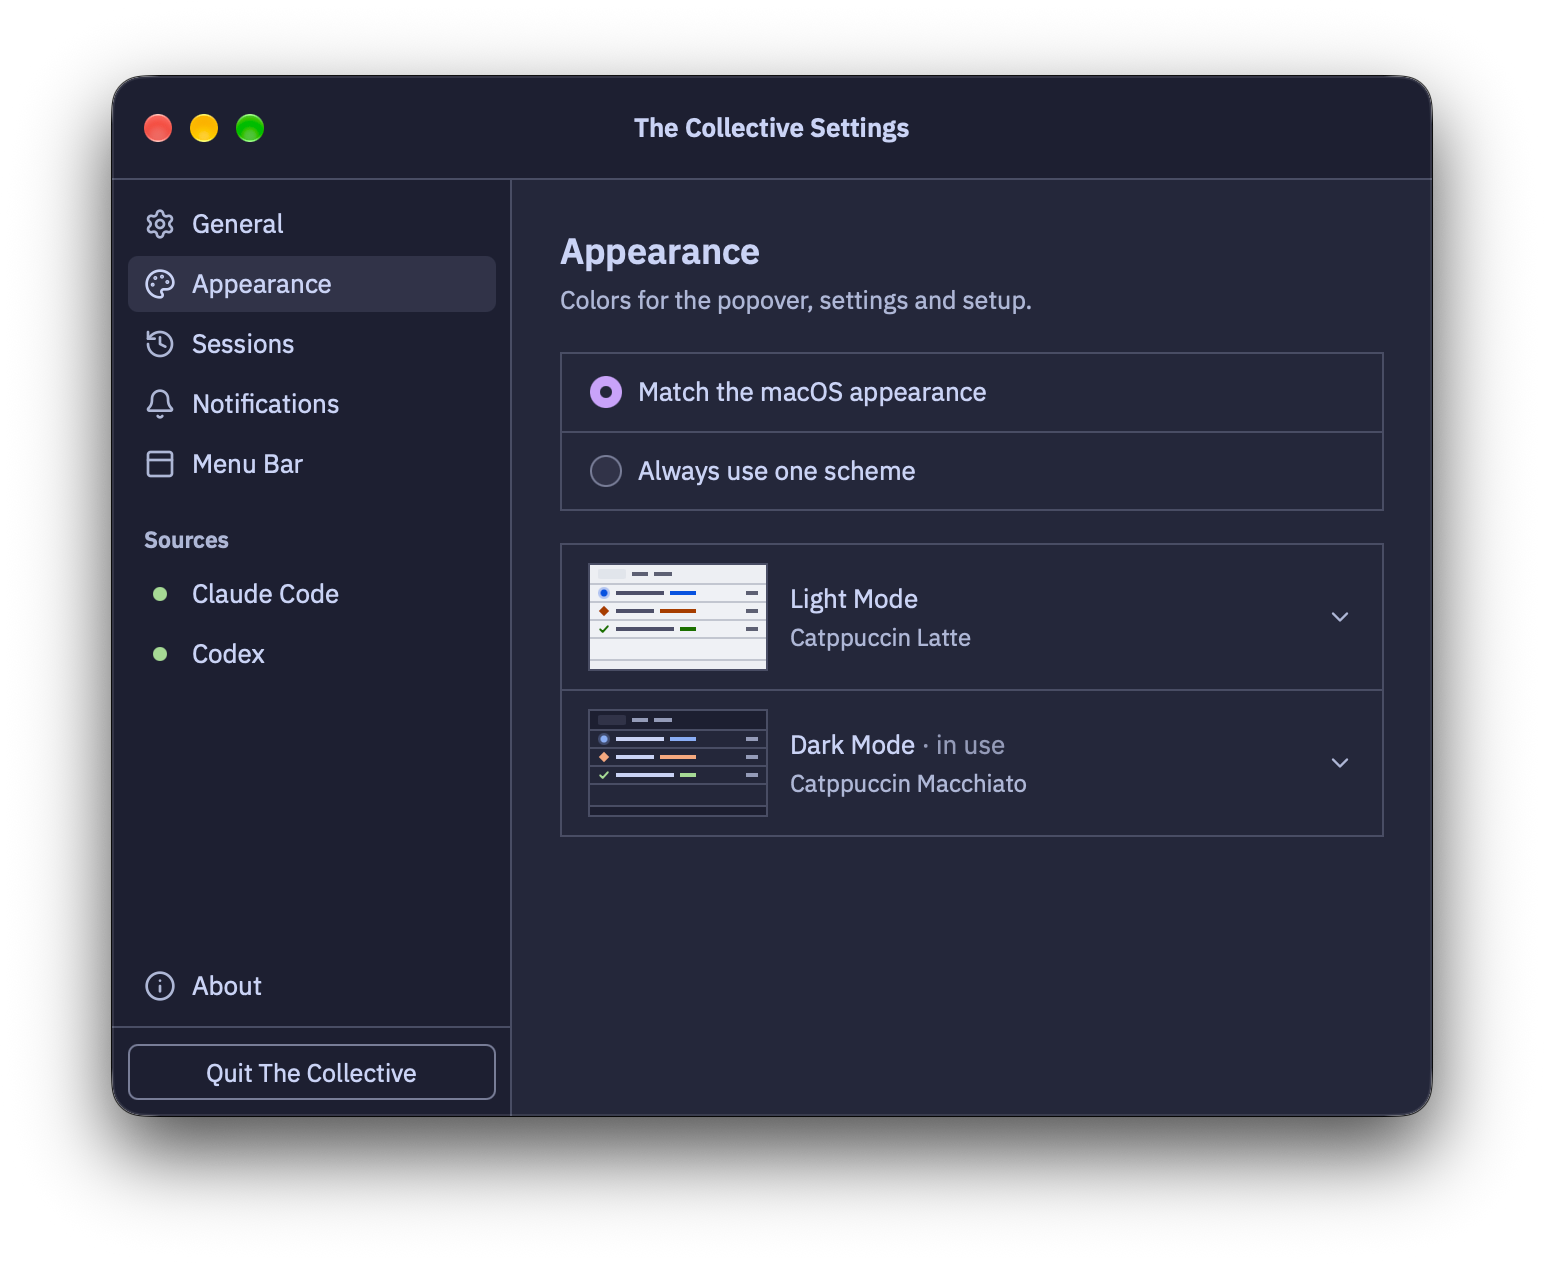 The Collective Settings
General
Appearance
Sessions
Notifications
Menu Bar
Sources
Claude Code
Codex
About
Quit The Collective
Appearance
Colors for the popover, settings and setup.
Match the macOS appearance
Always use one scheme
Light Mode
Catppuccin Latte
Dark Mode · in use
Catppuccin Macchiato